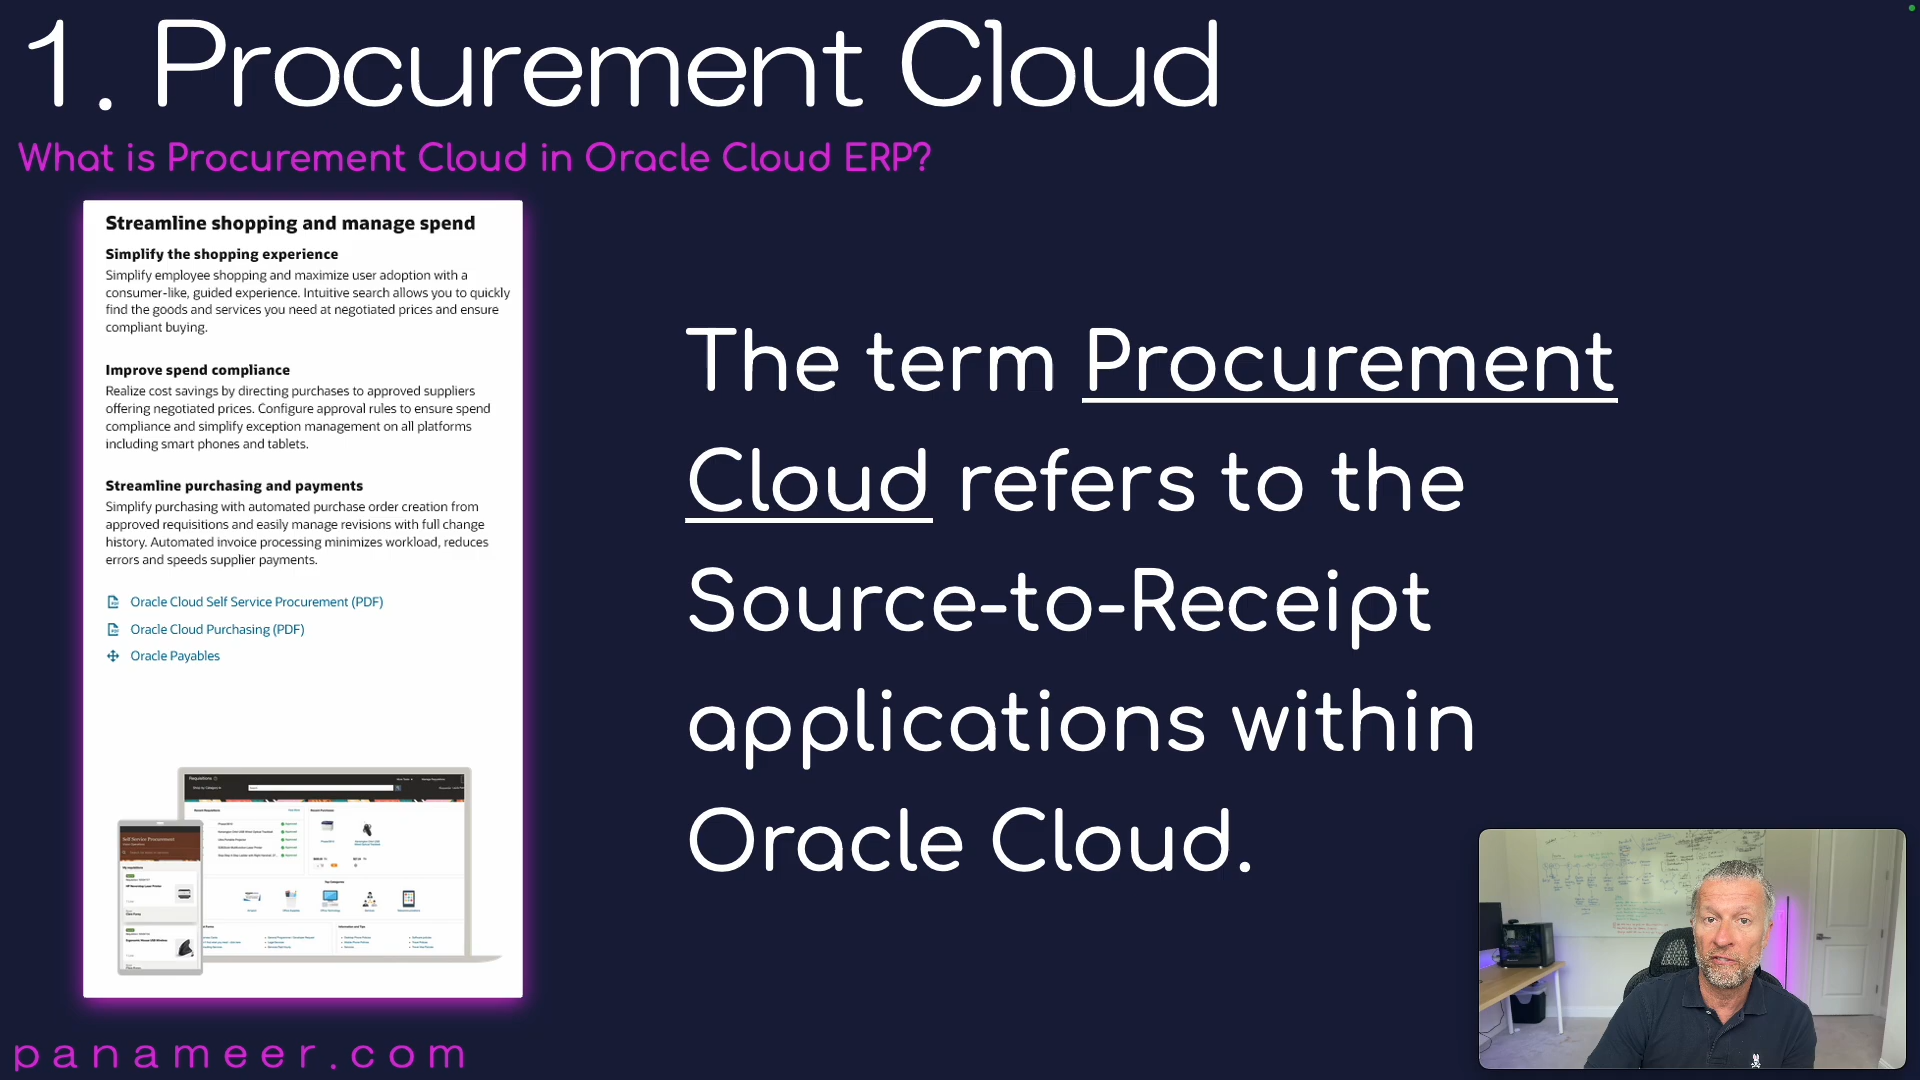 1. Procurement Cloud
What is Procurement Cloud in Oracle Cloud ERP?
Streamline shopping and manage spend
Simplify the shopping experience
Simplify employee shopping and maximize user adoption with a
consumer-like, guided experience. Intuitive search allows you to quickly
find the goods and services you need at negotiated prices and ensure
compliant buying.
Improve spend compliance
Realize cost savings by directing purchases to approved suppliers
offering negotiated prices. Configure approval rules to ensure spend
compliance and simplify exception management on all platforms
including smart phones and tablets.
Streamline purchasing and payments
Simplify purchasing with automated purchase order creation from
approved requisitions and easily manage revisions with full change
history. Automated invoice processing minimizes workload, reduces
errors and speeds supplier payments.
Oracle Cloud Self Service Procurement (PDF)
Oracle Cloud Purchasing (PDF)
Oracle Payables
Requisitions
Self Service Procurement
Top Categories
The term Procurement
Cloud refers to the
Source-to-Receipt
applications within
Oracle Cloud.
panameer.com